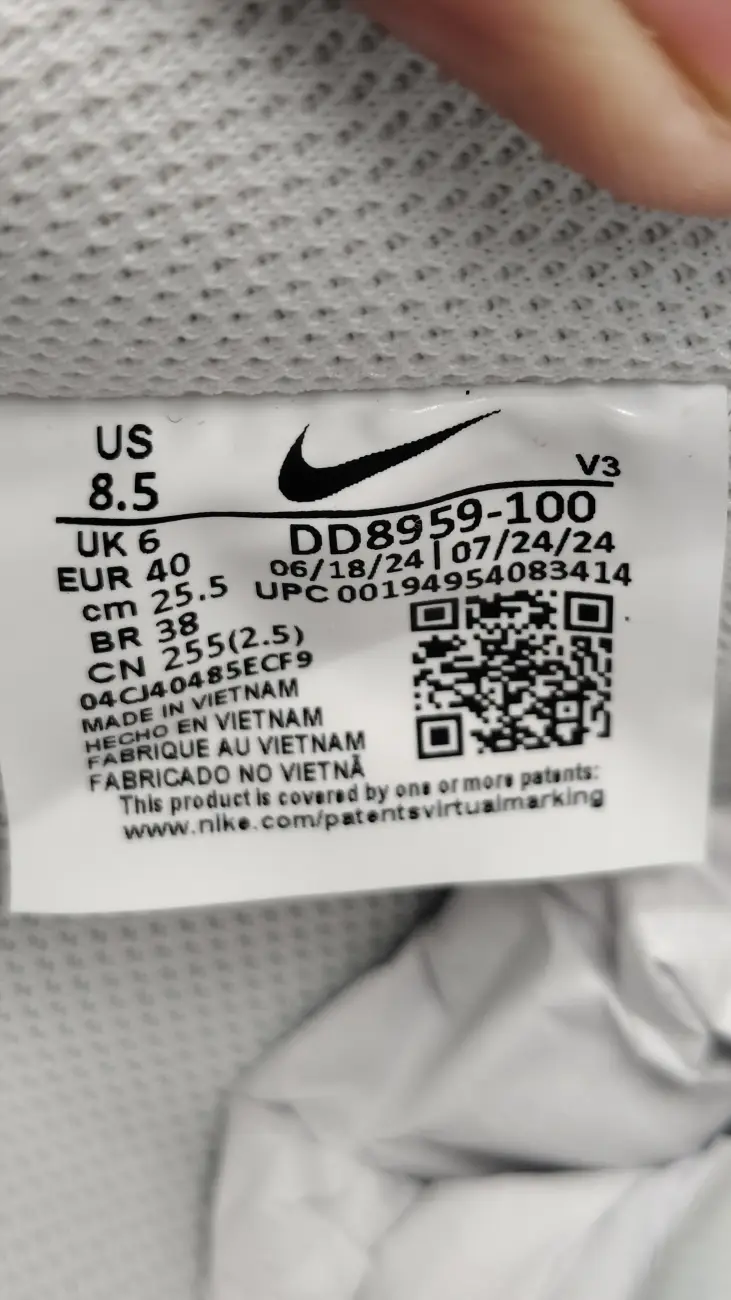 US
8.5
V3
UK 6
EUR 40
cm 25.5
BR 38
CN 255(2.5)
04CJ40485ECF9
MADE IN VIETNAM
HECHO EN VIETNAM
FABRIQUE AU VIETNAM
FABRICADO NO VIETNÃ
DD8959-100
06/18/24 | 07/24/24
UPC 00194954083414
This product is covered by one or more patents:
www.nike.com/patentsvirtualmarking